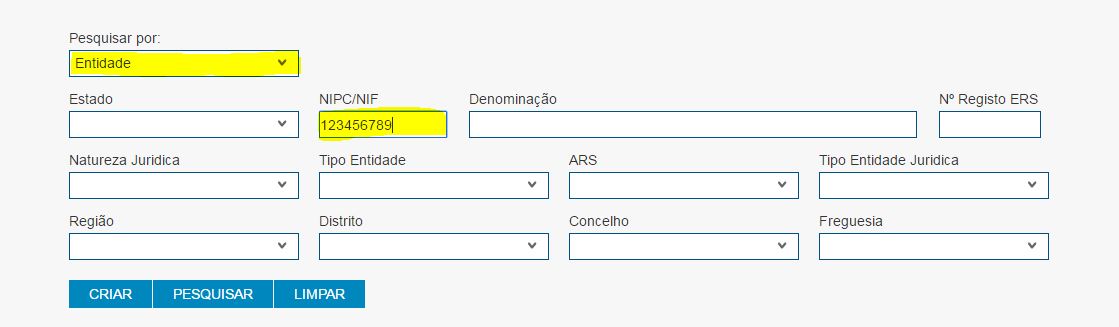 Pesquisar por:
Entidade
Estado NIPC/NIF Denominação Nº Registo ERS
123456789
Natureza Juridica Tipo Entidade ARS Tipo Entidade Juridica
Região Distrito Concelho Freguesia
CRIAR PESQUISAR LIMPAR